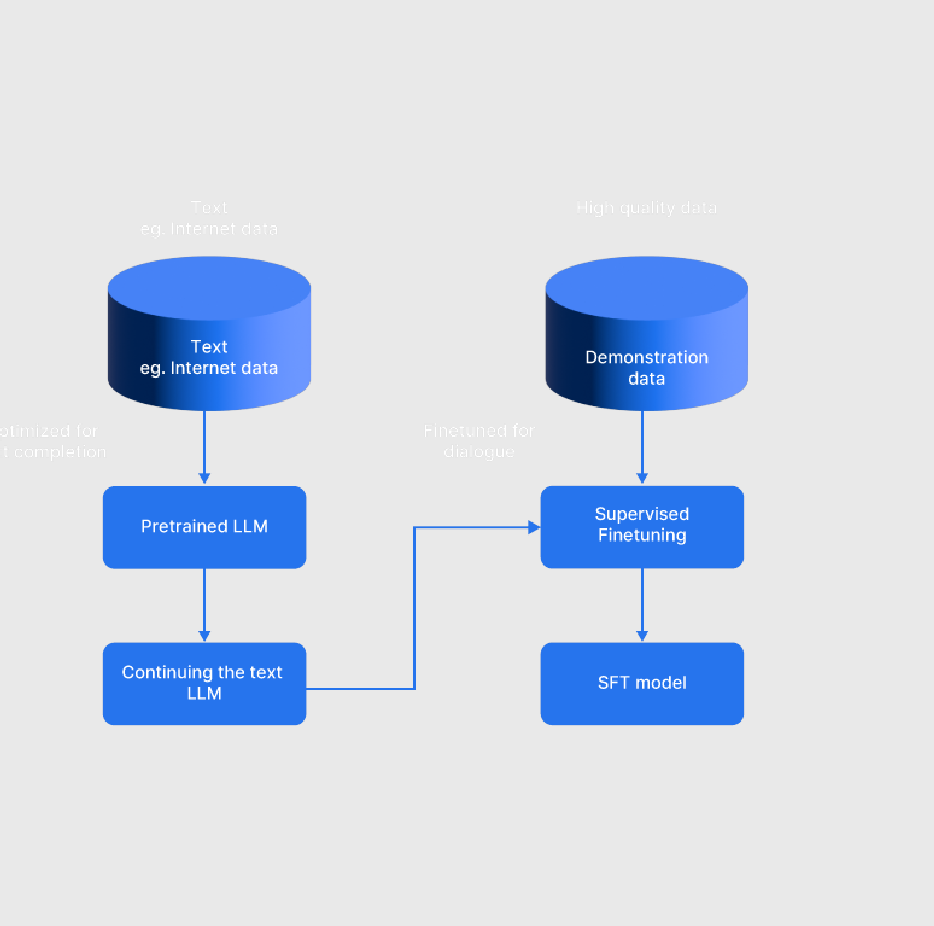 Text
eg. Internet data
High quality data
Text
eg. Internet data
Demonstration
data
optimized for
t completion
Finetuned for
dialogue
Pretrained LLM
Supervised
Finetuning
Continuing the text
LLM
SFT model